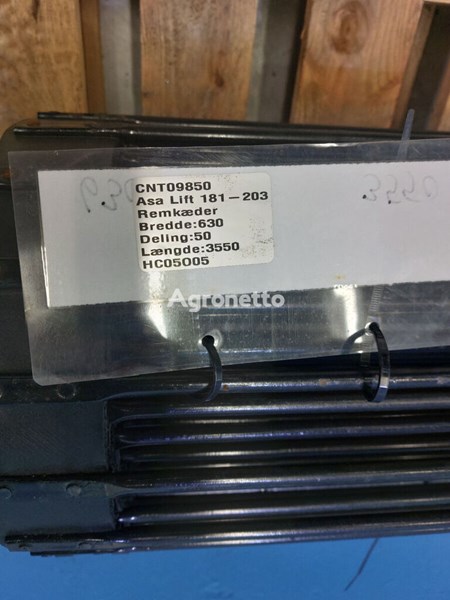 CNT09850
Asa Lift 181-203
Remkæder
Bredde:630
Deling:50
Længde:3550
HC05005
Agronetto